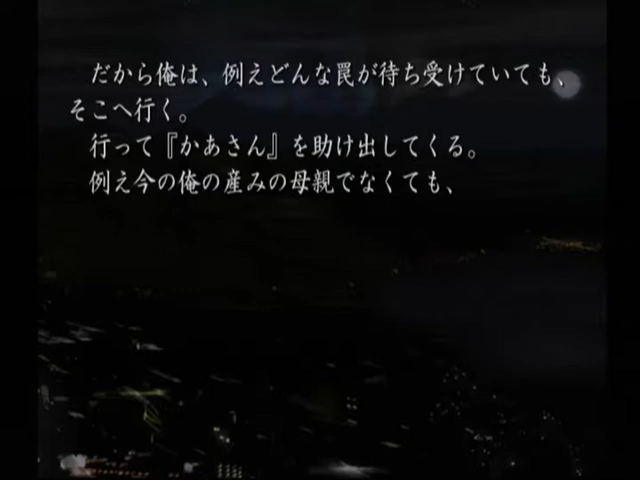 だから俺は、例えどんな罠が待ち受けていても、
そこへ行く。
行って『かあさん』を助け出してくる。
例え今の俺の産みの母親でなくても、